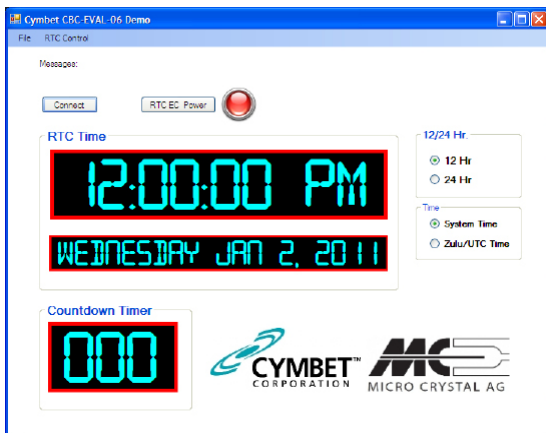 Cymbet CBC-EVAL-06 Demo
File RTC Control
Messages:
Connect RTC EC Power
RTC Time
12:00:00 PM
WEDNESDAY JAN 2, 2011
12/24 Hr.
12 Hr
24 Hr
Time
System Time
Zulu/UTC Time
Countdown Timer
000
CYMBET™
CORPORATION
MC
MICRO CRYSTAL AG